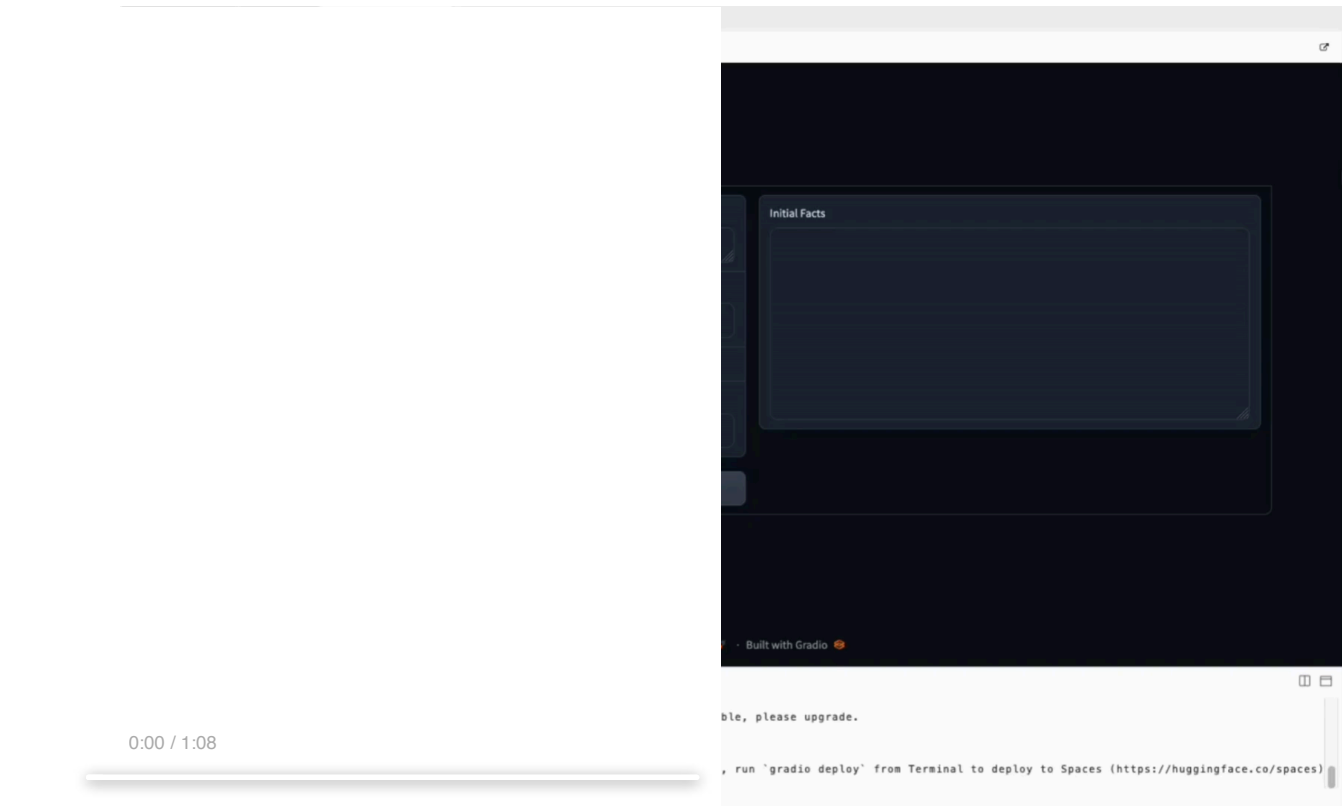 Initial Facts
· Built with Gradio
ble, please upgrade.
, run `gradio deploy` from Terminal to deploy to Spaces (https://huggingface.co/spaces)
0:00 / 1:08